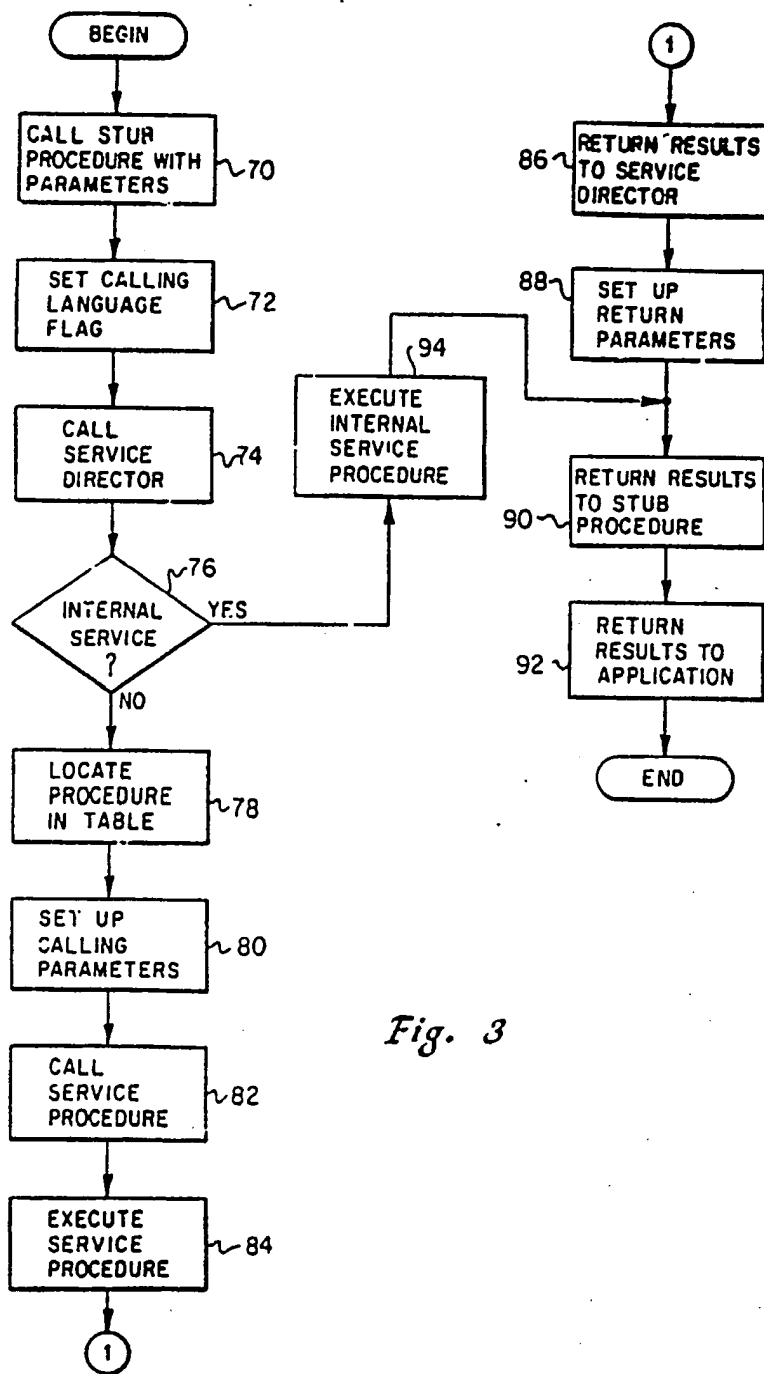 BEGIN
CALL STUB
PROCEDURE WITH
PARAMETERS
70
SET CALLING
LANGUAGE
FLAG
72
CALL
SERVICE
DIRECTOR
74
76
INTERNAL
SERVICE
?
YES
NO
94
EXECUTE
INTERNAL
SERVICE
PROCEDURE
LOCATE
PROCEDURE
IN TABLE
78
SET UP
CALLING
PARAMETERS
80
CALL
SERVICE
PROCEDURE
82
EXECUTE
SERVICE
PROCEDURE
84
1
1
RETURN RESULTS
TO SERVICE
DIRECTOR
86
88
SET UP
RETURN
PARAMETERS
RETURN RESULTS
TO STUB
PROCEDURE
90
RETURN
RESULTS TO
APPLICATION
92
END
Fig. 3